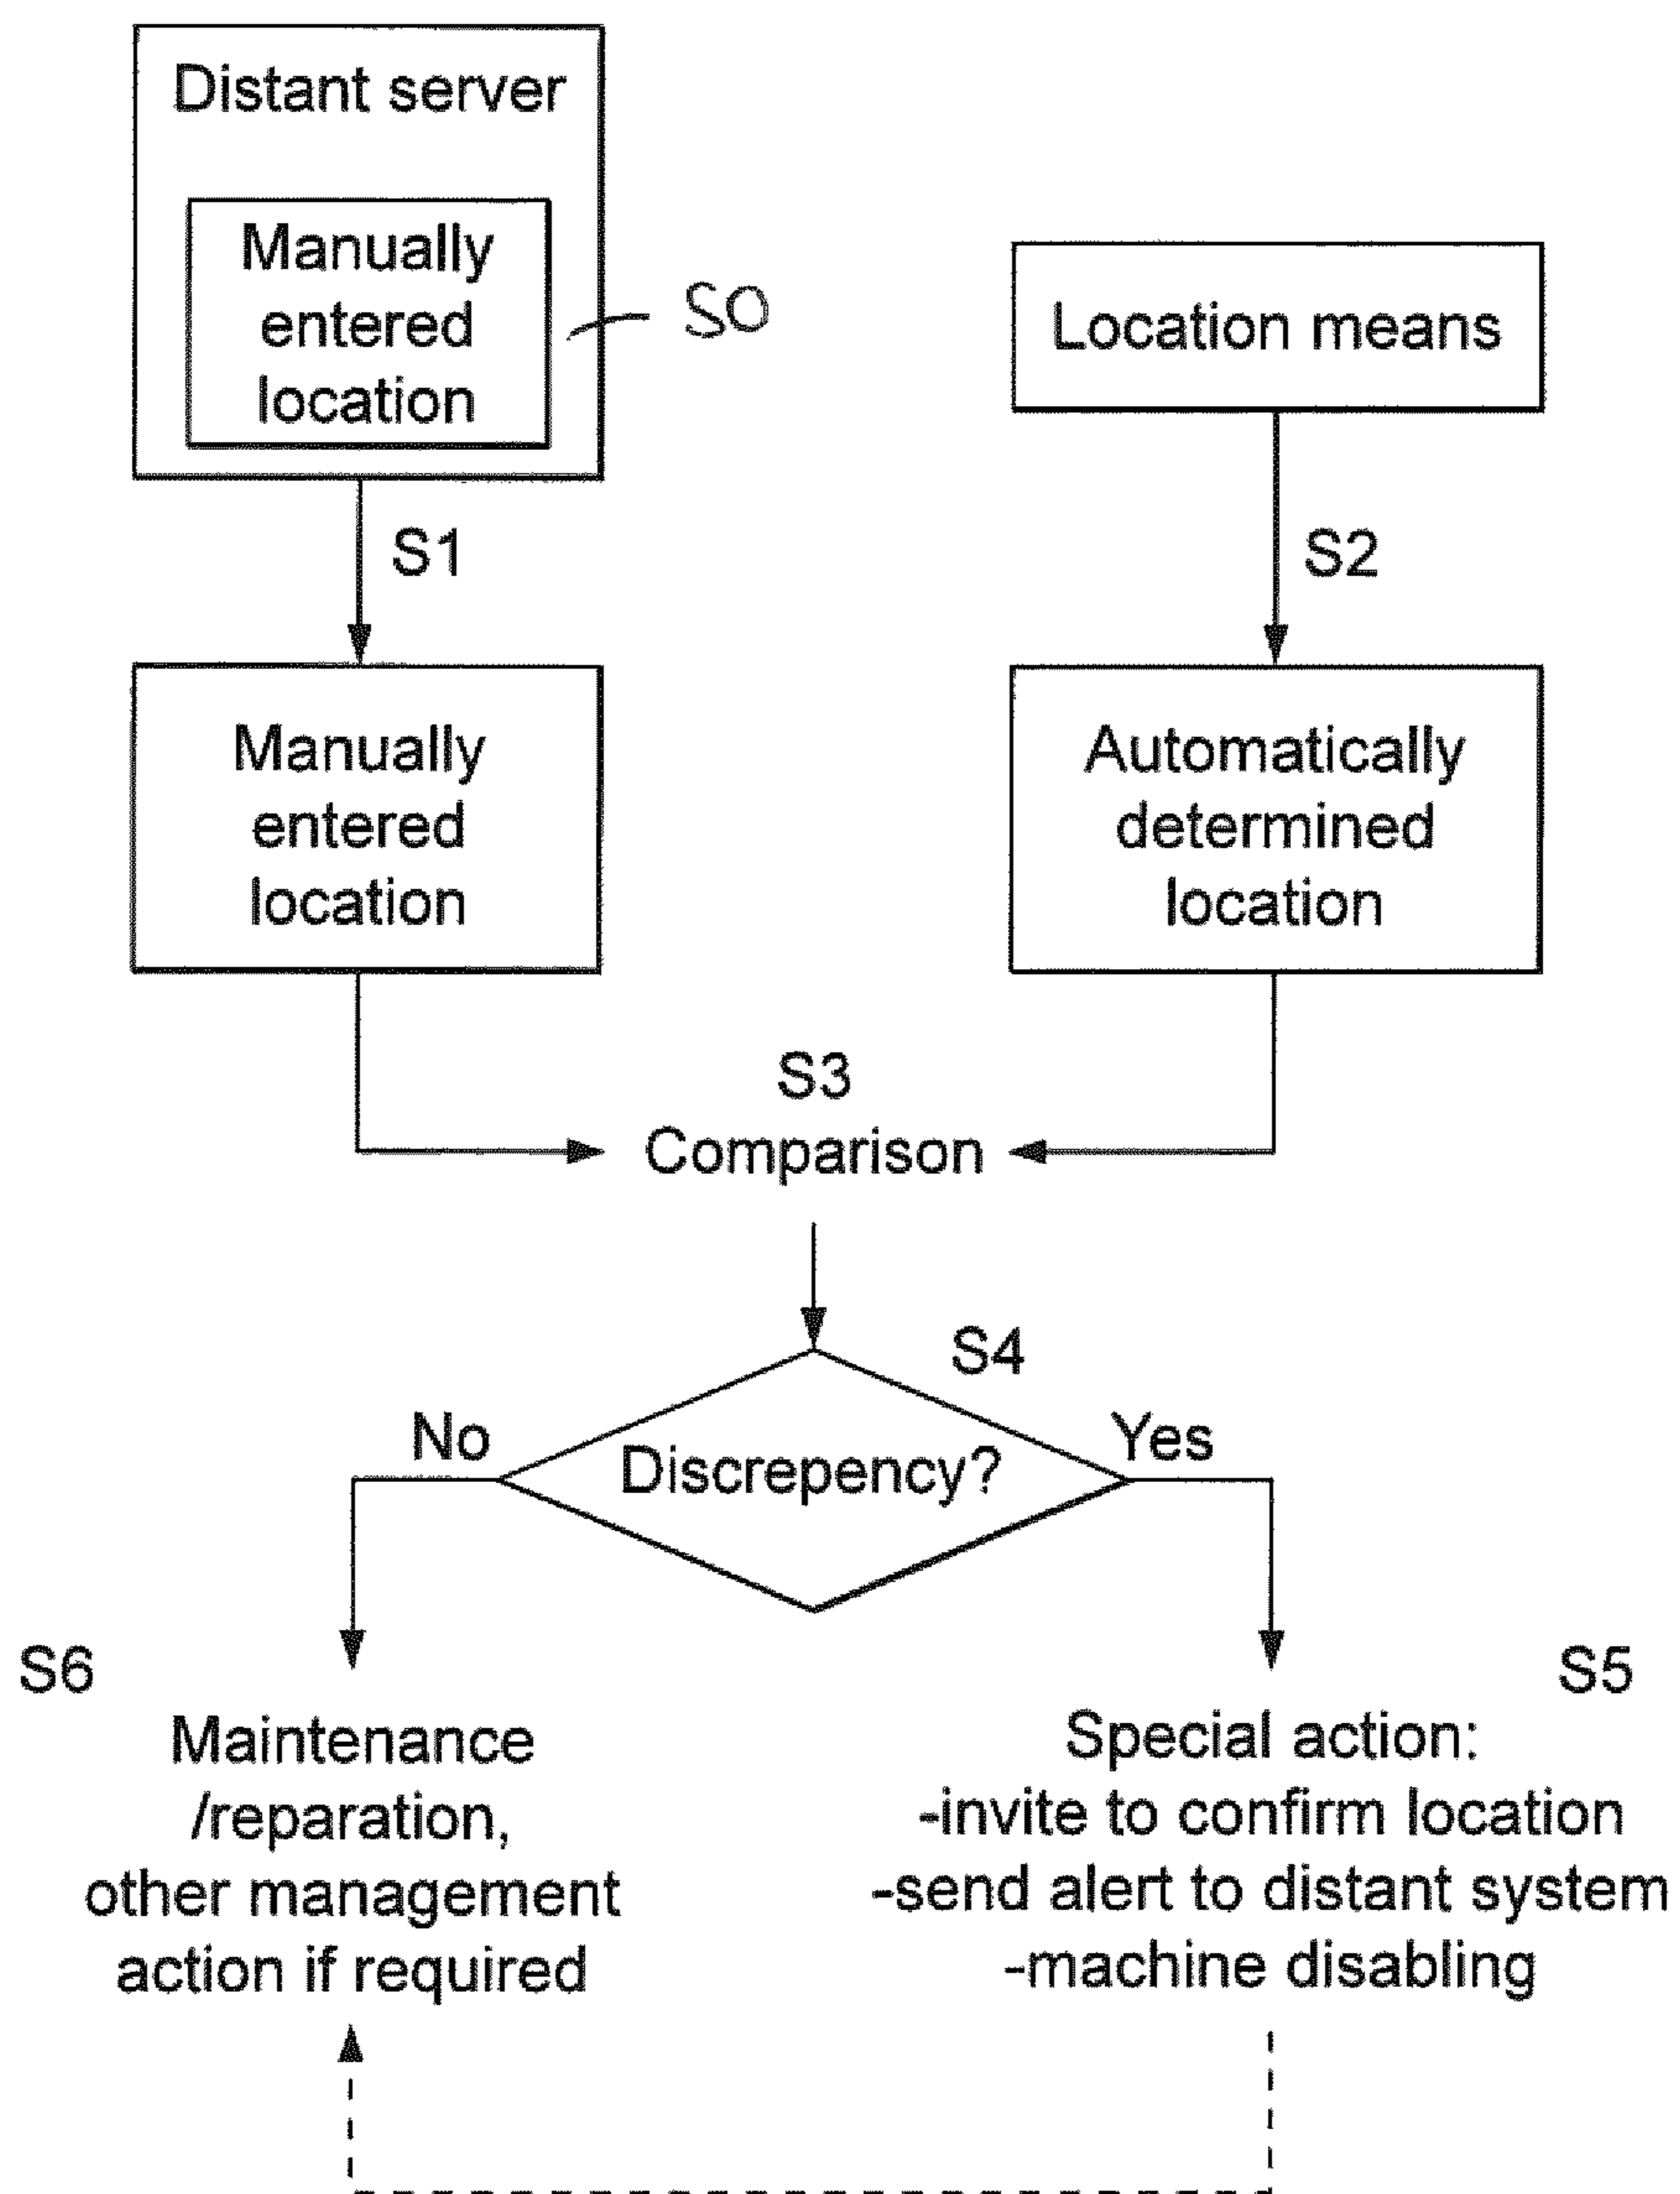 Distant server
Manually
entered
location
SO
Location means
S1
S2
Manually
entered
location
Automatically
determined
location
S3
Comparison
S4
No
Discrepency?
Yes
S6
Maintenance
/reparation,
other management
action if required
S5
Special action:
-invite to confirm location
-send alert to distant system
-machine disabling